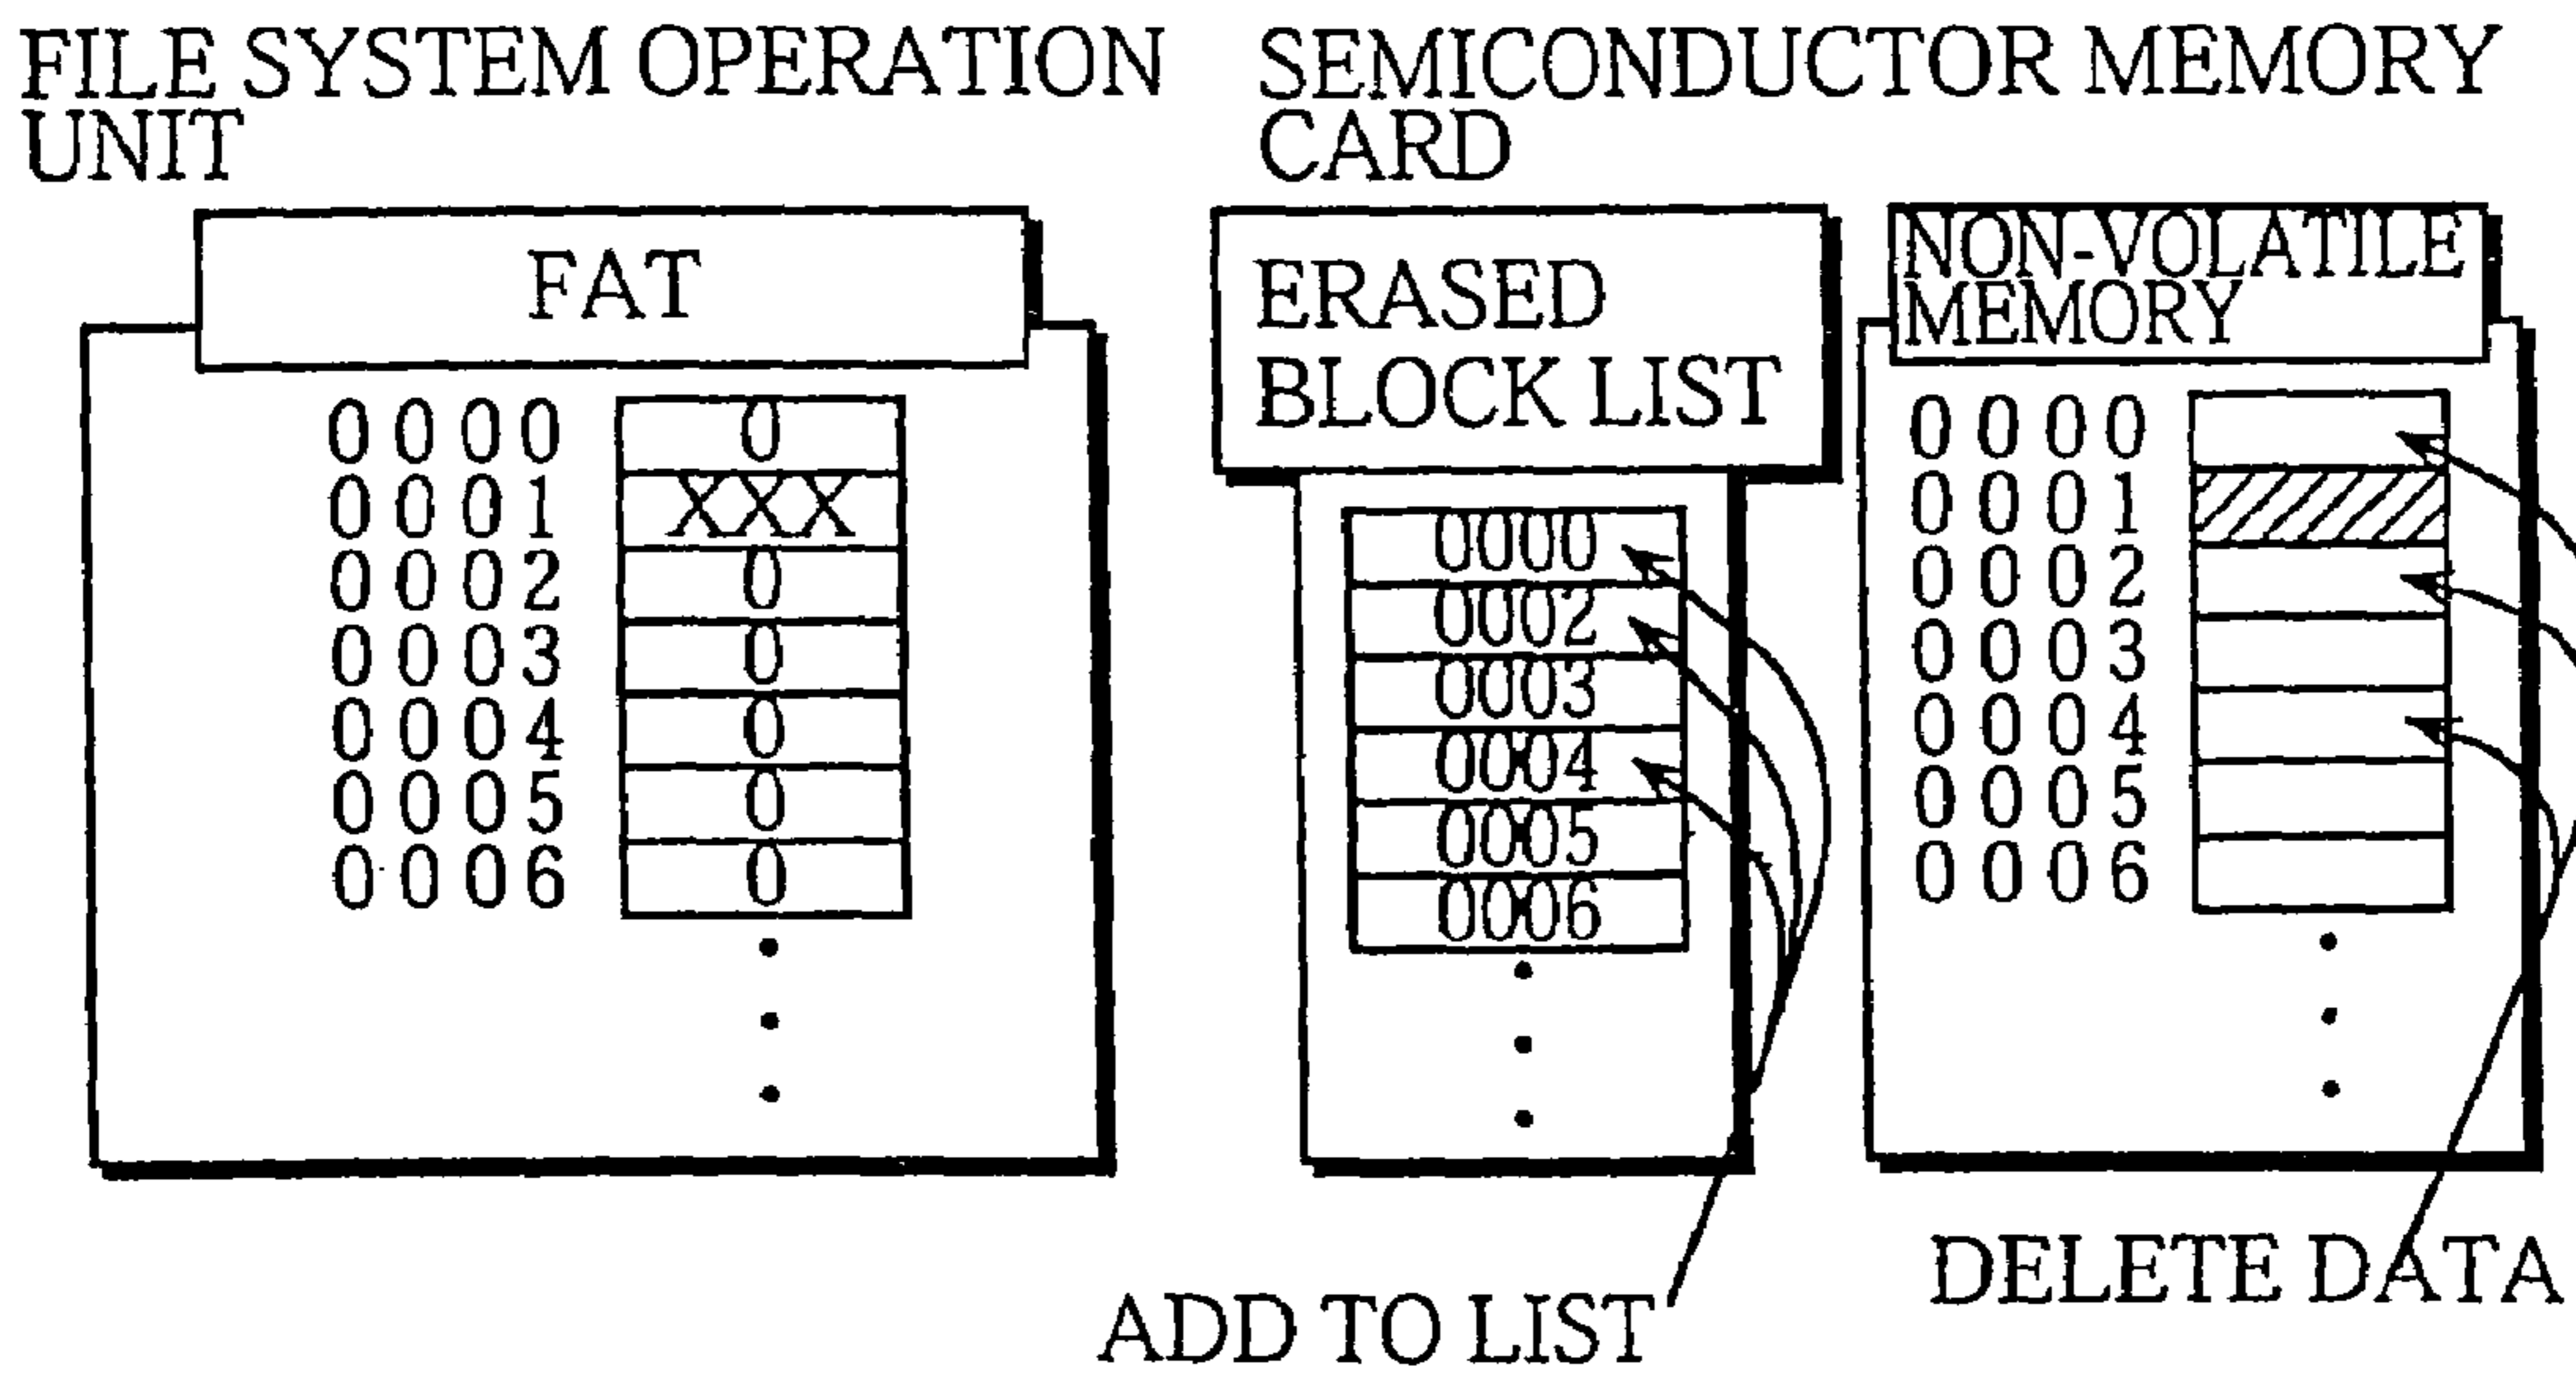 FILE SYSTEM OPERATION
UNIT
FAT
0000 0
0001 XXX
0002 0
0003 0
0004 0
0005 0
0006 0
SEMICONDUCTOR MEMORY
CARD
ERASED
BLOCK LIST
0000
0002
0003
0004
0005
0006
ADD TO LIST
NON-VOLATILE
MEMORY
0000
0001
0002
0003
0004
0005
0006
DELETE DATA